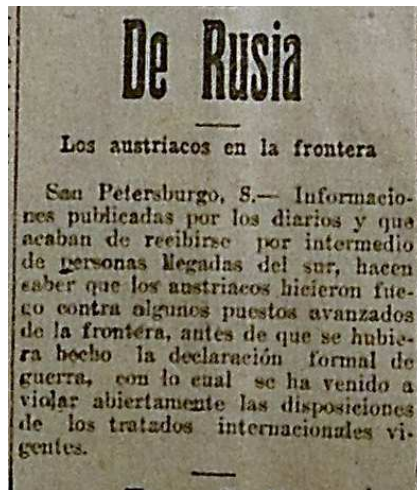 De Rusia
Los austriacos en la frontera
San Petersburgo, 8.— Informacio-
nes publicadas por los diarios y que
acaban de recibirse por intermedio
de personas llegadas del sur, hacen
saber que los austriacos hicieron fue-
go contra algunos puestos avanzados
de la frontera, antes de que se hubie-
ra hecho la declaración formal de
guerra, con lo cual se ha venido a
violar abiertamente las disposiciones
de los tratados internacionales vi-
gentes.